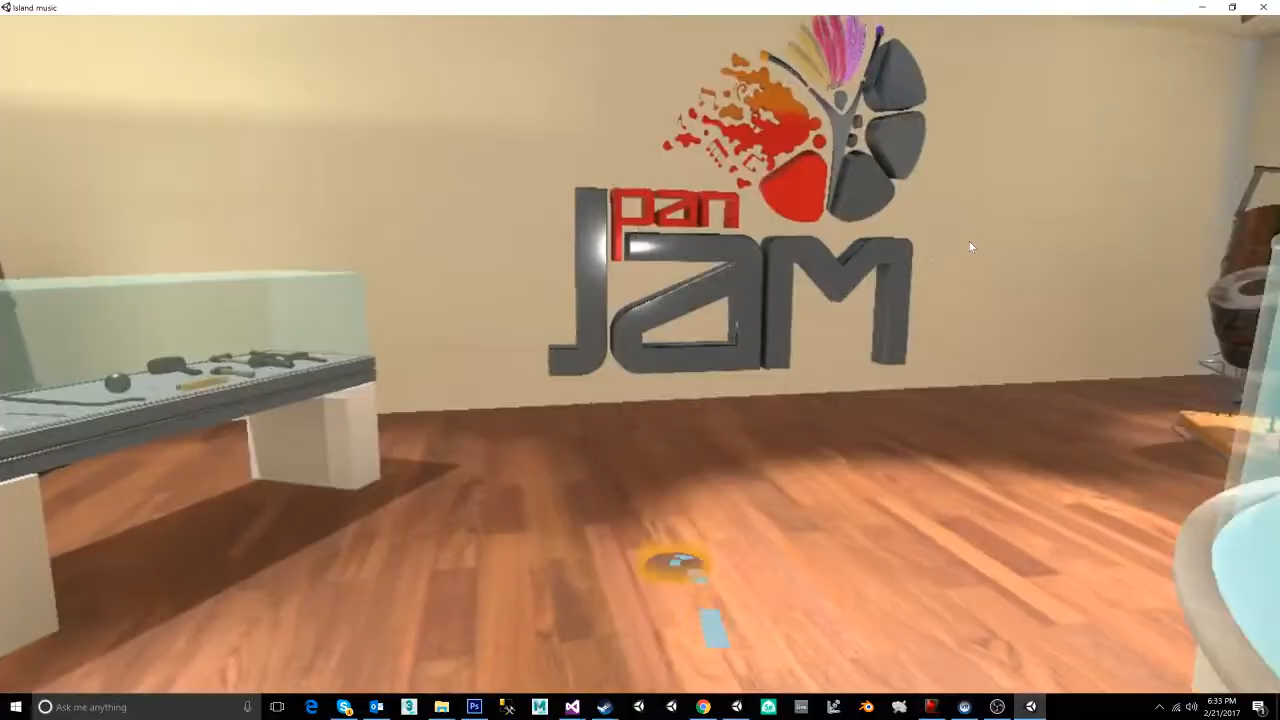 Island music
pan
Jam
Ask me anything
6:33 PM
2/21/2017